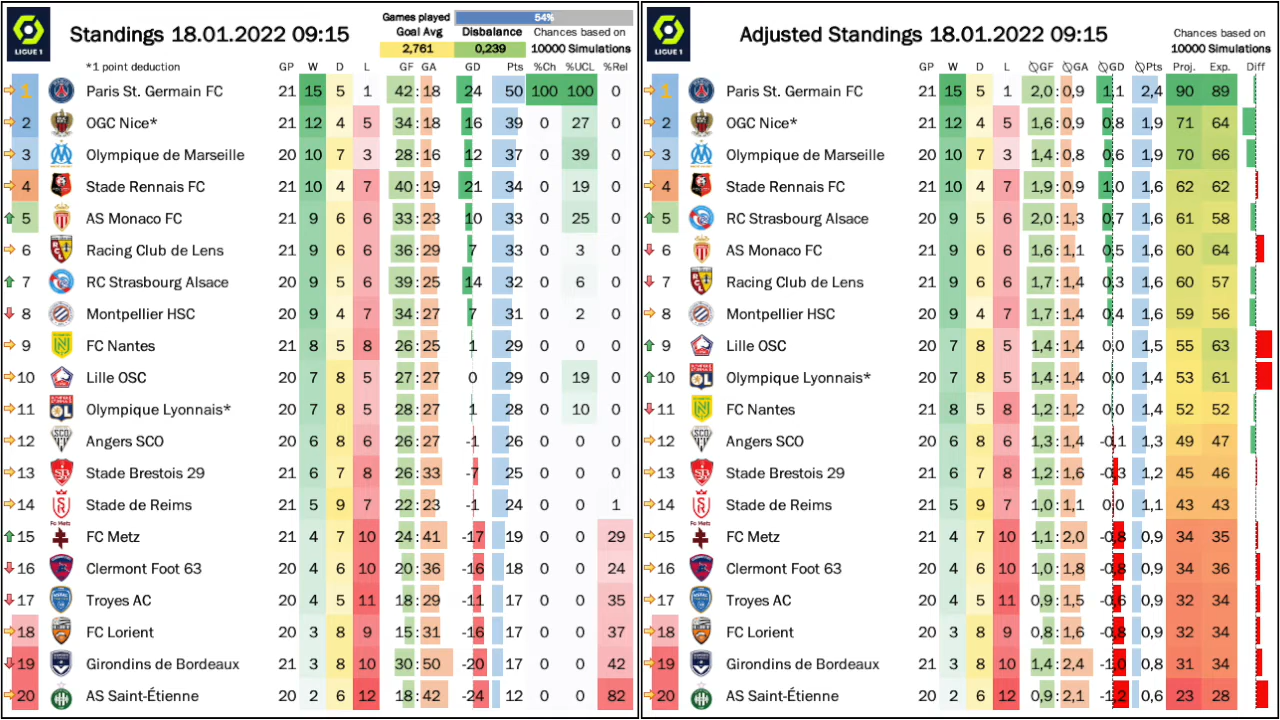 LIGUE 1
Standings 18.01.2022 09:15
Games played 54%
Goal Avg Disbalance Chances based on
2,761 0,239 10000 Simulations
*1 point deduction GP W D L GF GA GD Pts %Ch %UCL %Rel
1 Paris St. Germain FC 21 15 5 1 42:18 24 50 100 100 0
2 OGC Nice* 21 12 4 5 34:18 16 39 0 27 0
3 Olympique de Marseille 20 10 7 3 28:16 12 37 0 39 0
4 Stade Rennais FC 21 10 4 7 40:19 21 34 0 19 0
5 AS Monaco FC 21 9 6 6 33:23 10 33 0 25 0
6 Racing Club de Lens 21 9 6 6 36:29 7 33 0 3 0
7 RC Strasbourg Alsace 20 9 5 6 39:25 14 32 0 6 0
8 Montpellier HSC 20 9 4 7 34:27 7 31 0 2 0
9 FC Nantes 21 8 5 8 26:25 1 29 0 0 0
10 Lille OSC 20 7 8 5 27:27 0 29 0 19 0
11 Olympique Lyonnais* 20 7 8 5 28:27 1 28 0 10 0
12 Angers SCO 20 6 8 6 26:27 -1 26 0 0 0
13 Stade Brestois 29 21 6 7 8 26:33 -7 25 0 0 0
14 Stade de Reims 21 5 9 7 22:23 -1 24 0 0 1
15 FC Metz 21 4 7 10 24:41 -17 19 0 0 29
16 Clermont Foot 63 20 4 6 10 20:36 -16 18 0 0 24
17 Troyes AC 20 4 5 11 18:29 -11 17 0 0 35
18 FC Lorient 20 3 8 9 15:31 -16 17 0 0 37
19 Girondins de Bordeaux 21 3 8 10 30:50 -20 17 0 0 42
20 AS Saint-Étienne 20 2 6 12 18:42 -24 12 0 0 82
LIGUE 1
Adjusted Standings 18.01.2022 09:15
Chances based on
10000 Simulations
GP W D L ∅GF ∅GA ∅GD ∅Pts Proj. Exp. Diff
1 Paris St. Germain FC 21 15 5 1 2,0:0,9 1,1 2,4 90 89
2 OGC Nice* 21 12 4 5 1,6:0,9 0,8 1,9 71 64
3 Olympique de Marseille 20 10 7 3 1,4:0,8 0,6 1,9 70 66
4 Stade Rennais FC 21 10 4 7 1,9:0,9 1,0 1,6 62 62
5 RC Strasbourg Alsace 20 9 5 6 2,0:1,3 0,7 1,6 61 58
6 AS Monaco FC 21 9 6 6 1,6:1,1 0,5 1,6 60 64
7 Racing Club de Lens 21 9 6 6 1,7:1,4 0,3 1,6 60 57
8 Montpellier HSC 20 9 4 7 1,7:1,4 0,4 1,6 59 56
9 Lille OSC 20 7 8 5 1,4:1,4 0,0 1,5 55 63
10 Olympique Lyonnais* 20 7 8 5 1,4:1,4 0,0 1,4 53 61
11 FC Nantes 21 8 5 8 1,2:1,2 0,0 1,4 52 52
12 Angers SCO 20 6 8 6 1,3:1,4 -0,1 1,3 49 47
13 Stade Brestois 29 21 6 7 8 1,2:1,6 -0,3 1,2 45 46
14 Stade de Reims 21 5 9 7 1,0:1,1 0,0 1,1 43 43
15 FC Metz 21 4 7 10 1,1:2,0 -0,8 0,9 34 35
16 Clermont Foot 63 20 4 6 10 1,0:1,8 -0,8 0,9 34 36
17 Troyes AC 20 4 5 11 0,9:1,5 -0,6 0,9 32 34
18 FC Lorient 20 3 8 9 0,8:1,6 -0,8 0,9 32 34
19 Girondins de Bordeaux 21 3 8 10 1,4:2,4 -1,0 0,8 31 34
20 AS Saint-Étienne 20 2 6 12 0,9:2,1 -1,2 0,6 23 28